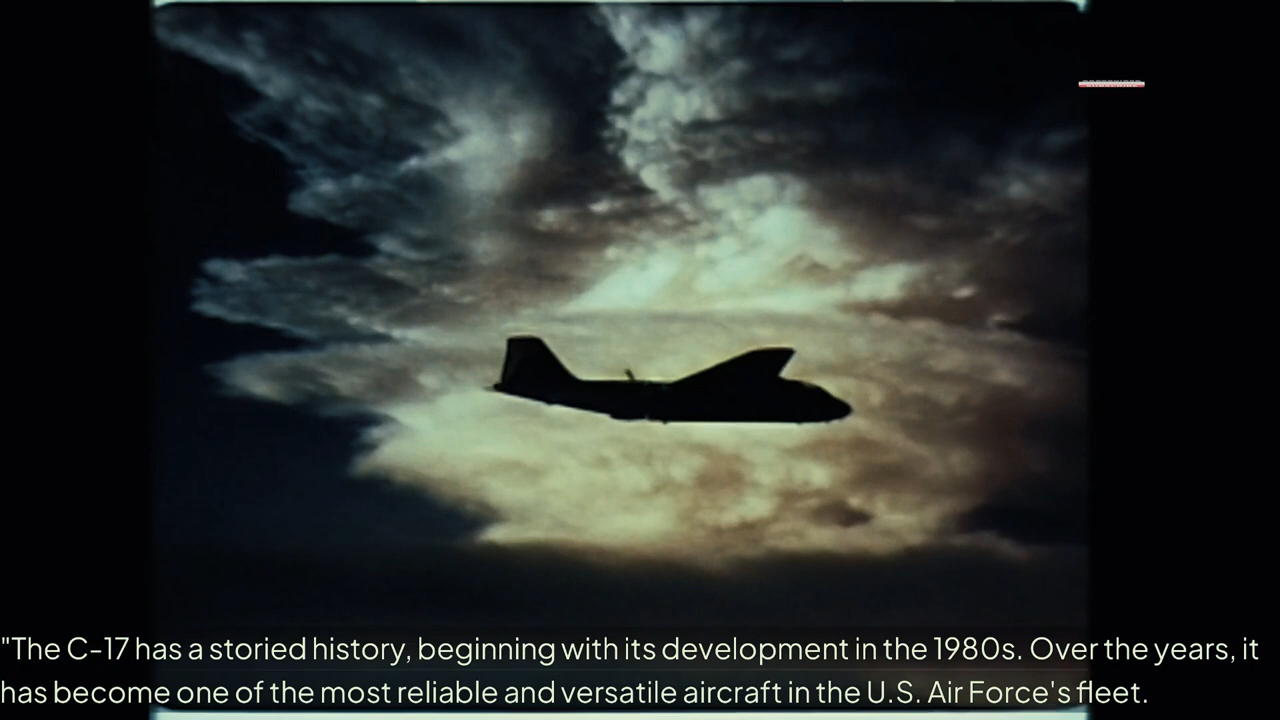 "The C-17 has a storied history, beginning with its development in the 1980s. Over the years, it
has become one of the most reliable and versatile aircraft in the U.S. Air Force's fleet.